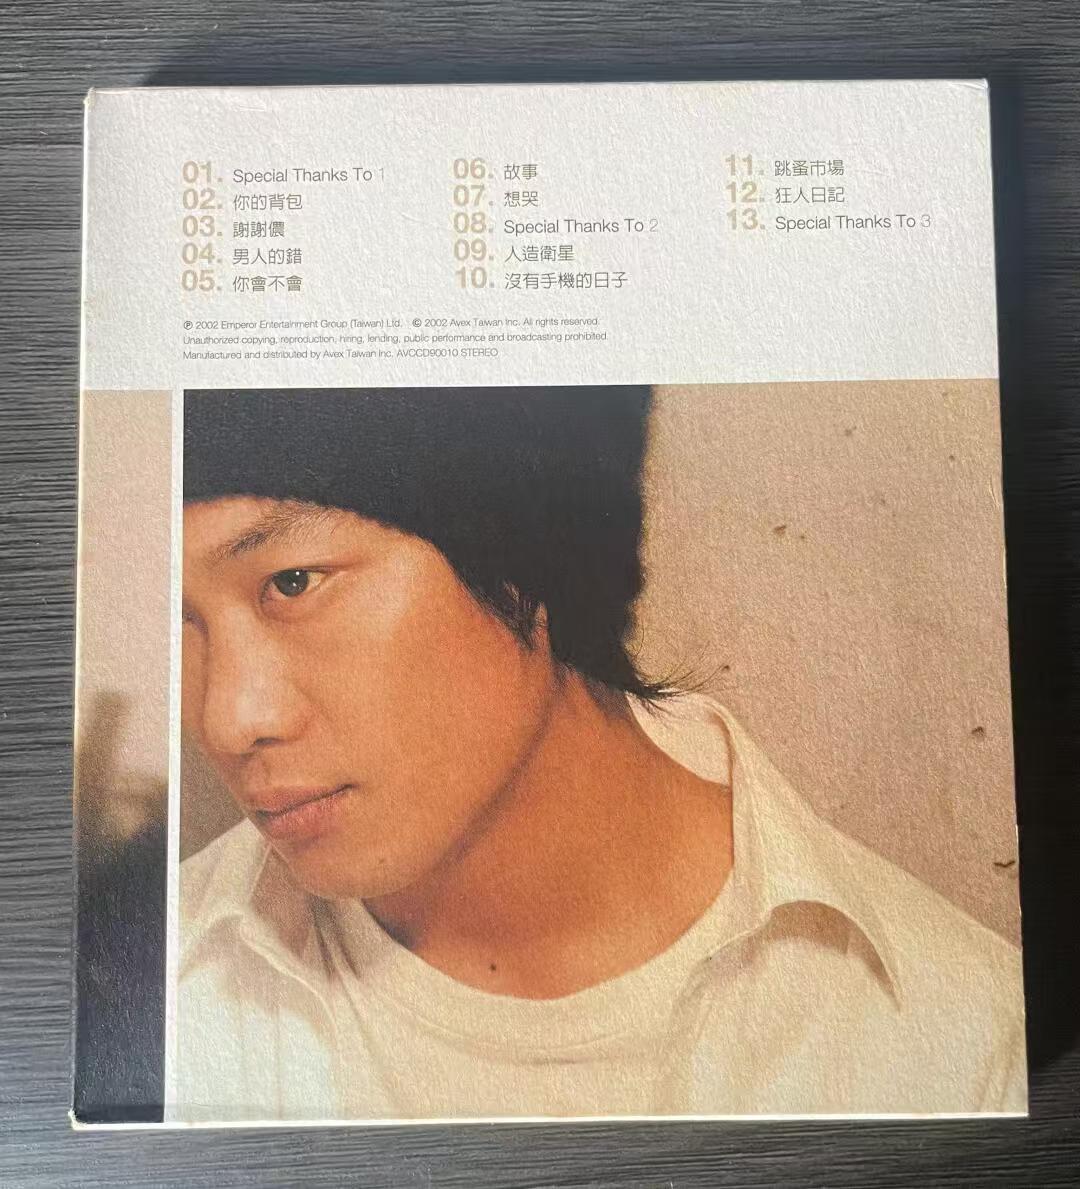 01. Special Thanks To 1
02. 你的背包
03. 謝謝儂
04. 男人的錯
05. 你會不會
06. 故事
07. 想哭
08. Special Thanks To 2
09. 人造衛星
10. 沒有手機的日子
11. 跳蚤市場
12. 狂人日記
13. Special Thanks To 3
℗ 2002 Emperor Entertainment Group (Taiwan) Ltd. © 2002 Avex Taiwan Inc. All rights reserved.
Unauthorized copying, reproduction, hiring, lending, public performance and broadcasting prohibited.
Manufactured and distributed by Avex Taiwan Inc. AVCCD90010 STEREO